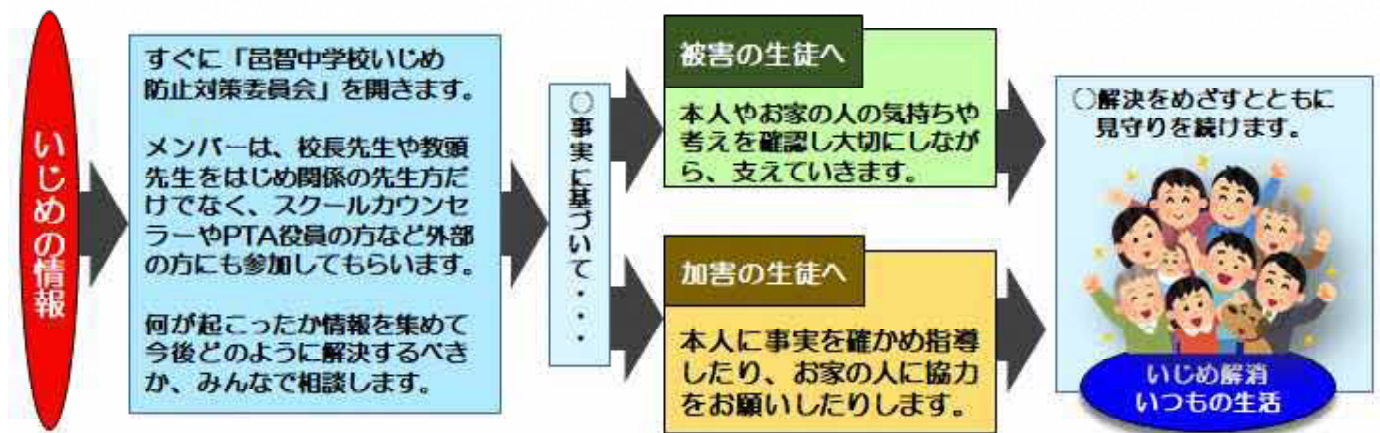 いじめの情報
すぐに「邑智中学校いじめ
防止対策委員会」を開きます。
メンバーは、校長先生や教頭
先生をはじめ関係の先生方だ
けでなく、スクールカウンセ
ラーやPTA役員の方など外部
の方にも参加してもらいます。
何が起こったか情報を集めて
今後どのように解決するべき
か、みんなで相談します。
○事実に基づいて・・・
被害の生徒へ
本人やお家の人の気持ちや
考えを確認し大切にしなが
ら、支えていきます。
加害の生徒へ
本人に事実を確かめ指導
したり、お家の人に協力
をお願いしたりします。
○解決をめざすとともに
見守りを続けます。
いじめ解消
いつもの生活